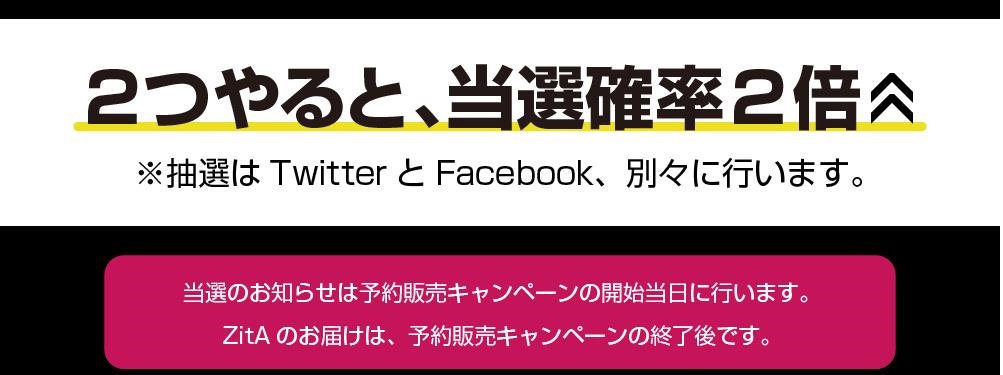 ２つやると、当選確率２倍
※抽選は Twitter と Facebook、別々に行います。
当選のお知らせは予約販売キャンペーンの開始当日に行います。
ZitA のお届けは、予約販売キャンペーンの終了後です。